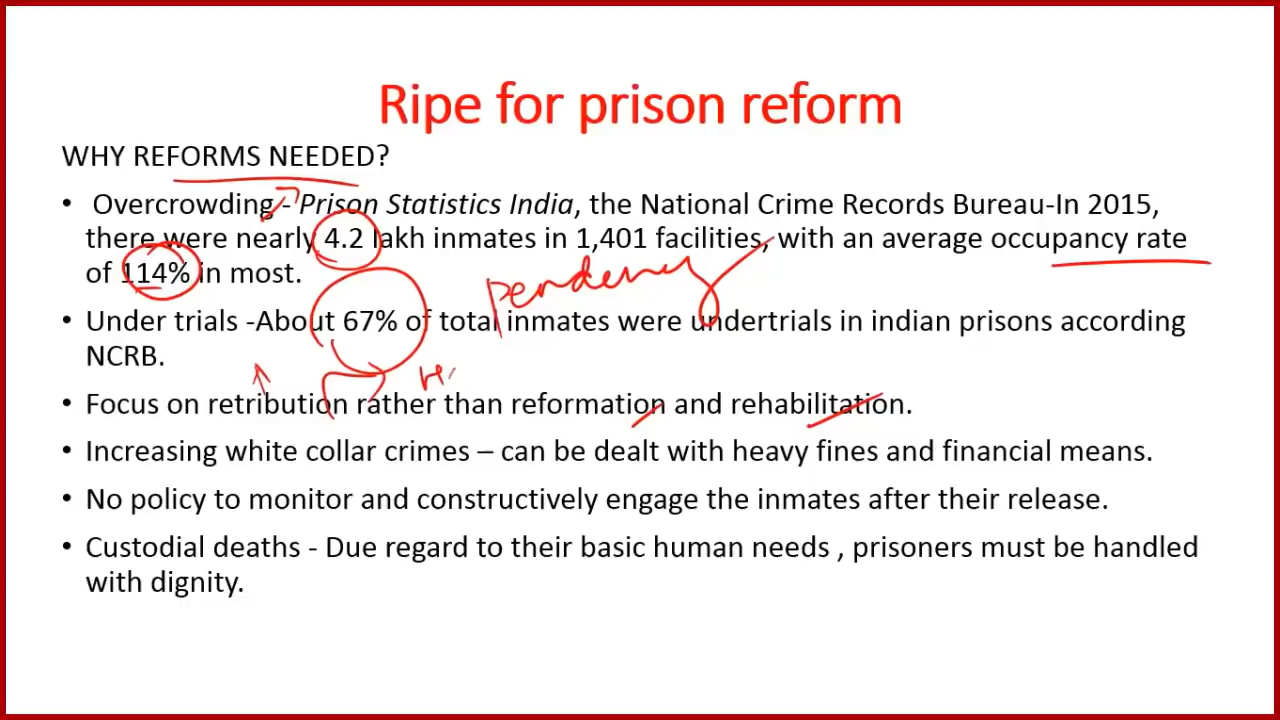 Ripe for prison reform
WHY REFORMS NEEDED?
• Overcrowding - Prison Statistics India, the National Crime Records Bureau-In 2015,
there were nearly 4.2 lakh inmates in 1,401 facilities, with an average occupancy rate
of 114% in most.
pendency
• Under trials -About 67% of total inmates were undertrials in indian prisons according
NCRB.
• Focus on retribution rather than reformation and rehabilitation.
• Increasing white collar crimes – can be dealt with heavy fines and financial means.
• No policy to monitor and constructively engage the inmates after their release.
• Custodial deaths - Due regard to their basic human needs , prisoners must be handled
with dignity.